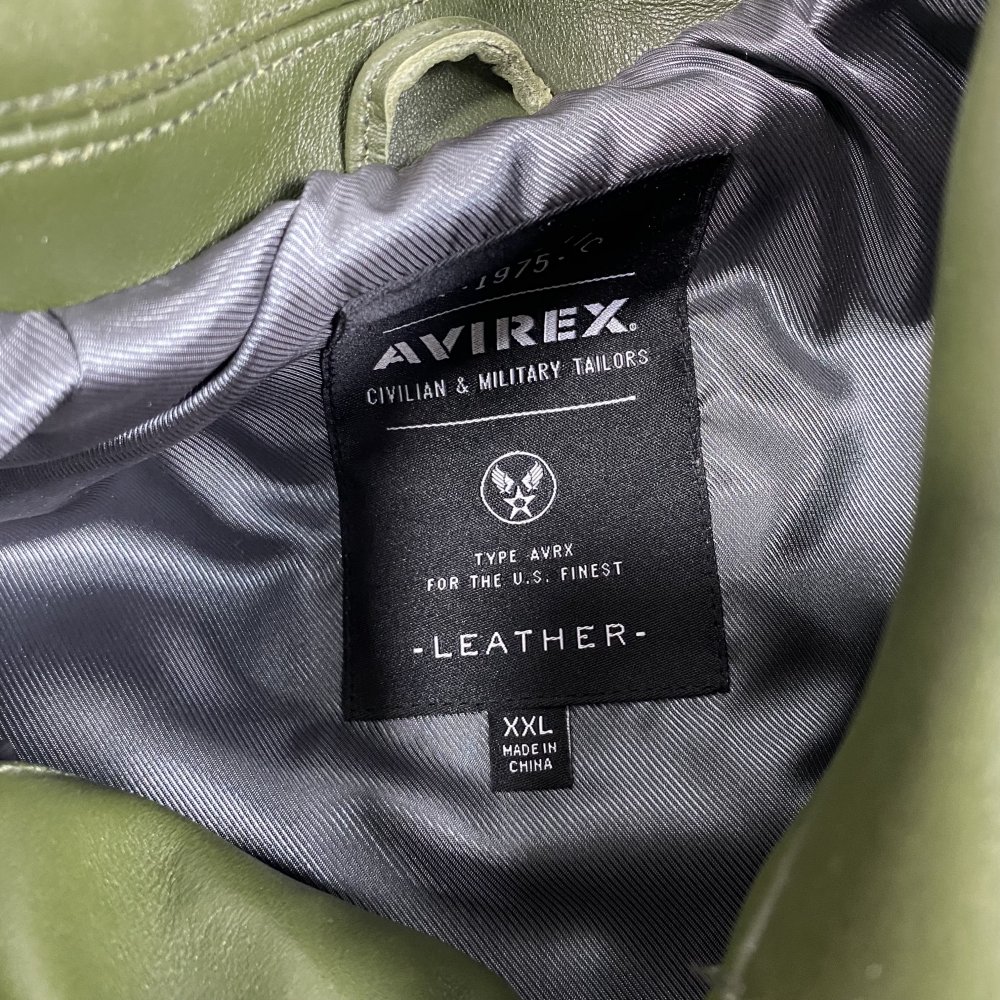 -1975-
AVIREX®
CIVILIAN & MILITARY TAILORS
TYPE AVRX
FOR THE U.S. FINEST
-LEATHER-
XXL
MADE IN
CHINA